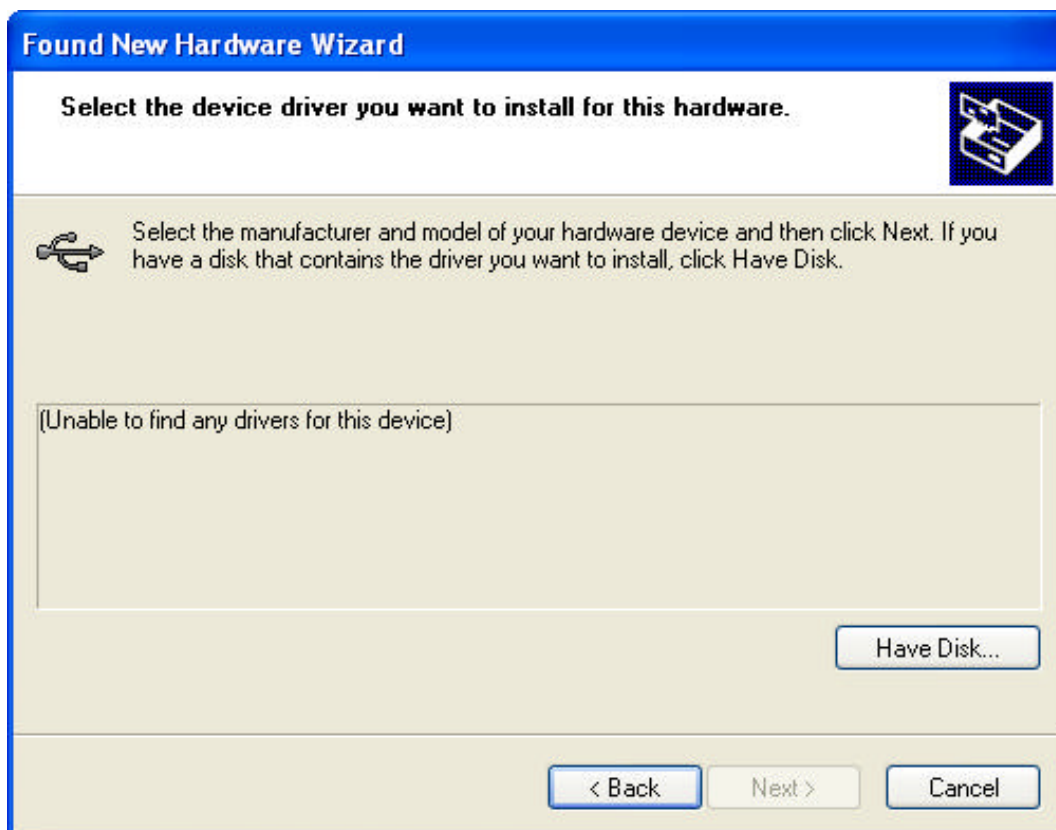 Found New Hardware Wizard
Select the device driver you want to install for this hardware.
Select the manufacturer and model of your hardware device and then click Next. If you
have a disk that contains the driver you want to install, click Have Disk.
(Unable to find any drivers for this device)
Have Disk...
< Back
Next >
Cancel